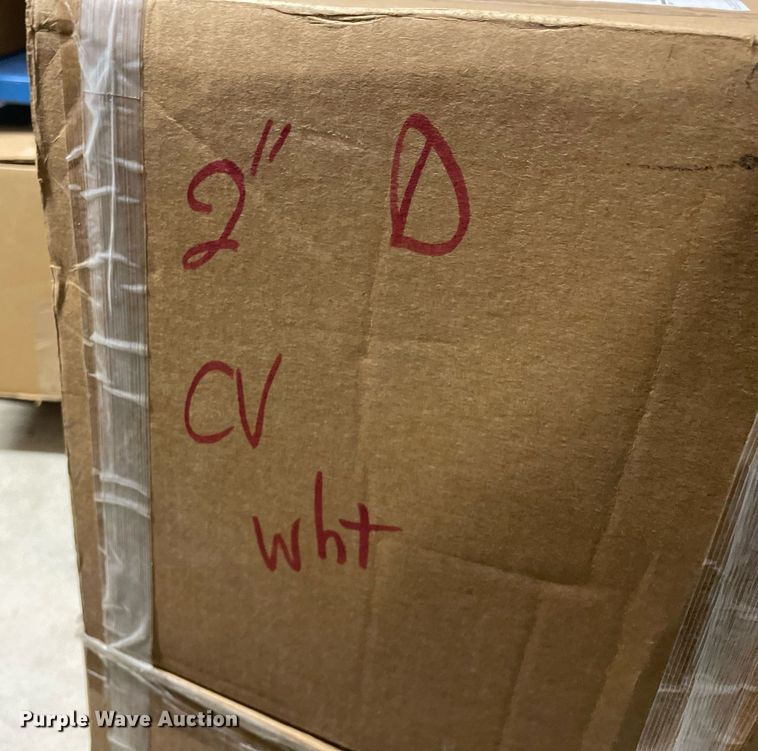 2" D
CV
wht
Purple Wave Auction